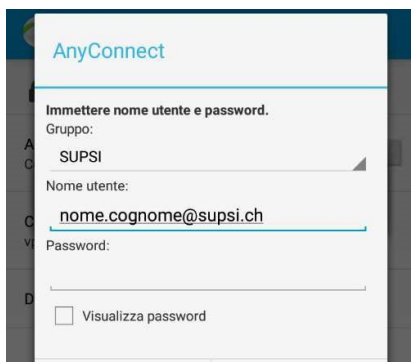 AnyConnect
Immettere nome utente e password.
Gruppo:
SUPSI
Nome utente:
nome.cognome@supsi.ch
Password:
Visualizza password